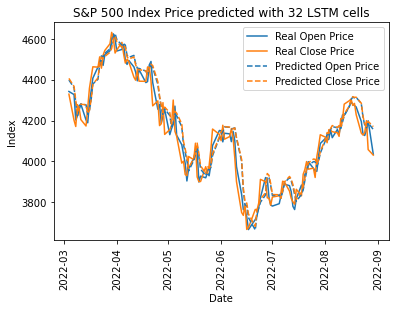 S&P 500 Index Price predicted with 32 LSTM cells
Real Open Price
Real Close Price
Predicted Open Price
Predicted Close Price
Index
4600
4400
4200
4000
3800
2022-03
2022-04
2022-05
2022-06
2022-07
2022-08
2022-09
Date